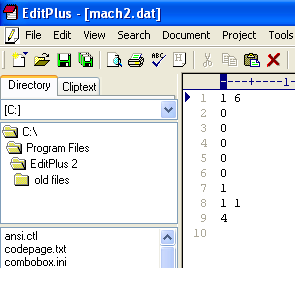 EditPlus - [mach2.dat]
File Edit View Search Document Project Tools
Directory Cliptext
[C:]
C:\
Program Files
EditPlus 2
old files
ansi.ctl
codepage.txt
combobox.ini
----+----1-
1 1 6
2 0
3 0
4 0
5 0
6 0
7 1
8 1 1
9 4
10